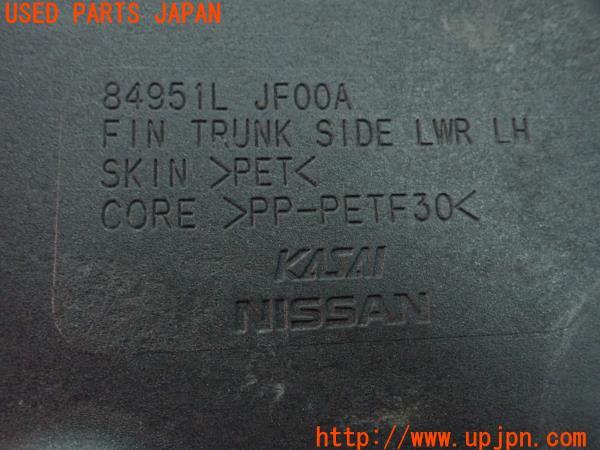 USED PARTS JAPAN
84951L JF00A
FIN TRUNK SIDE LWR LH
SKIN >PET<
CORE >PP-PETF30<
KASAI
NISSAN
http://www.upjpn.com/